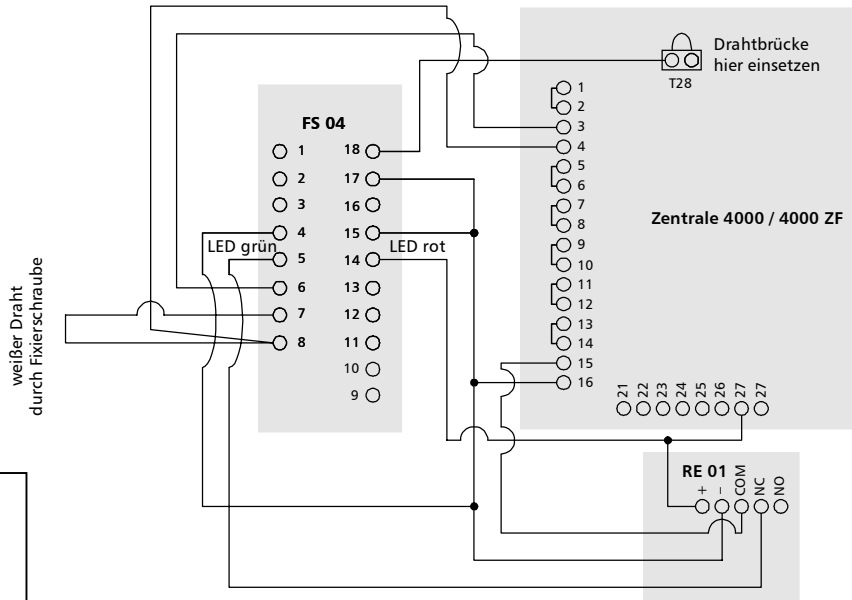 Drahtbrücke
hier einsetzen
T28
FS 04
1 18
2 17
3 16
4 15
LED grün LED rot
5 14
6 13
7 12
8 11
10
9
weißer Draht
durch Fixierschraube
1
2
3
4
5
6
7
8
9
10
11
12
13
14
15
16
Zentrale 4000 / 4000 ZF
21 22 23 24 25 26 27 27
RE 01
+ – COM NC NO